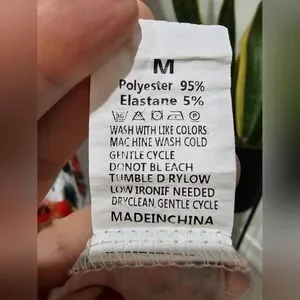 M
Polyester 95%
Elastane 5%
WASH WITH LIKE COLORS
MAC HINE WASH COLD
GENTLE CYCLE
DONOT BL EACH
TUMBLE D RYLOW
LOW IRONIF NEEDED
DRYCLEAN, GENTLE CYCLE
MADEINCHINA